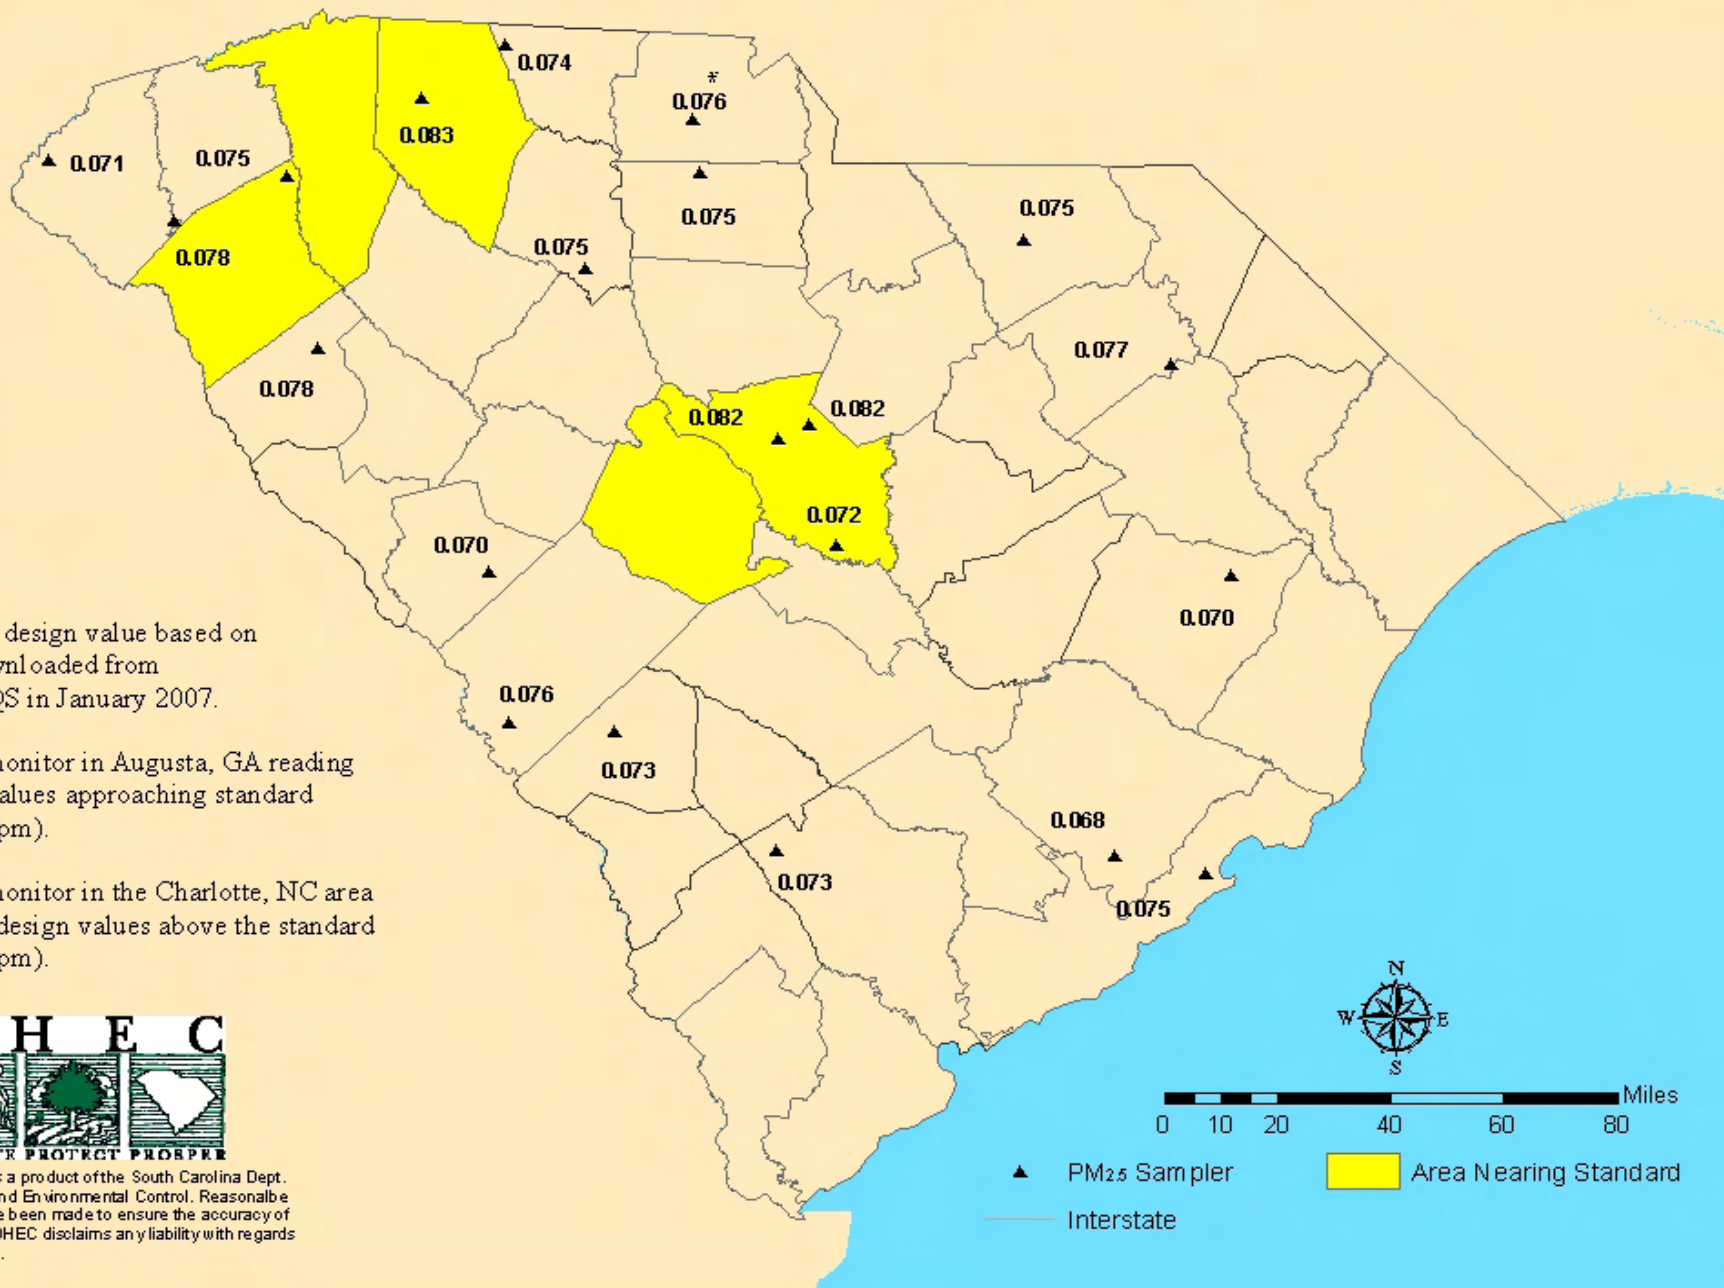 0.074
#
0.076
0.083
0.071
0.075
0.075
0.075
0.075
0.078
0.077
0.078
0.082
0.082
0.072
0.070
0.070
design value based on
wnloaded from
QS in January 2007.
0.076
onitor in Augusta, GA reading
alues approaching standard
pm).
0.073
0.068
0.073
0.075
onitor in the Charlotte, NC area
design values above the standard
pm).
N
W E
S
H E C
PROTECT PROSPER
Miles
0 10 20 40 60 80
PM2.5 Sampler
Area Nearing Standard
Interstate
s a product of the South Carolina Dept.
nd Environmental Control. Reasonalbe
e been made to ensure the accuracy of
DHEC disclaims any liability with regards
.